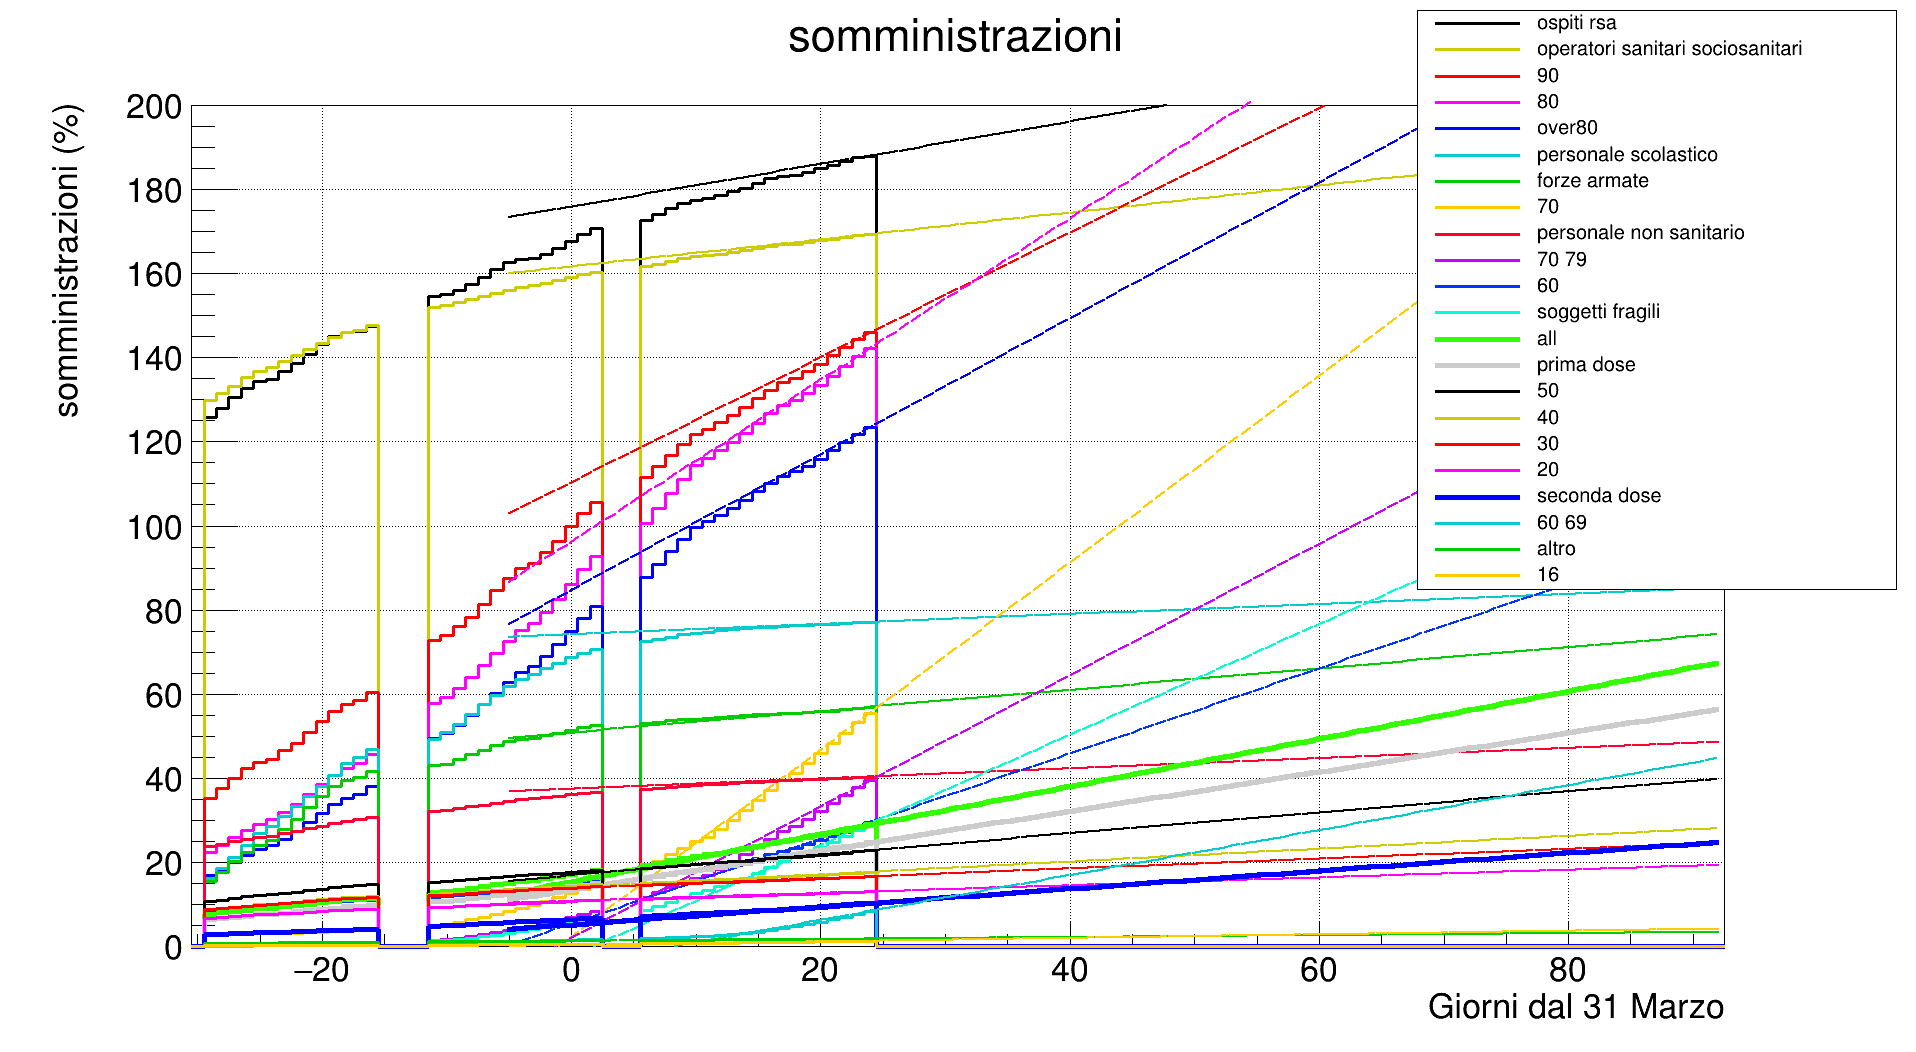 somministrazioni
somministrazioni (%)
200
180
160
140
120
100
80
60
40
20
0
−20
0
20
40
60
80
Giorni dal 31 Marzo
ospiti rsa
operatori sanitari sociosanitari
90
80
over80
personale scolastico
forze armate
70
personale non sanitario
70 79
60
soggetti fragili
all
prima dose
50
40
30
20
seconda dose
60 69
altro
16